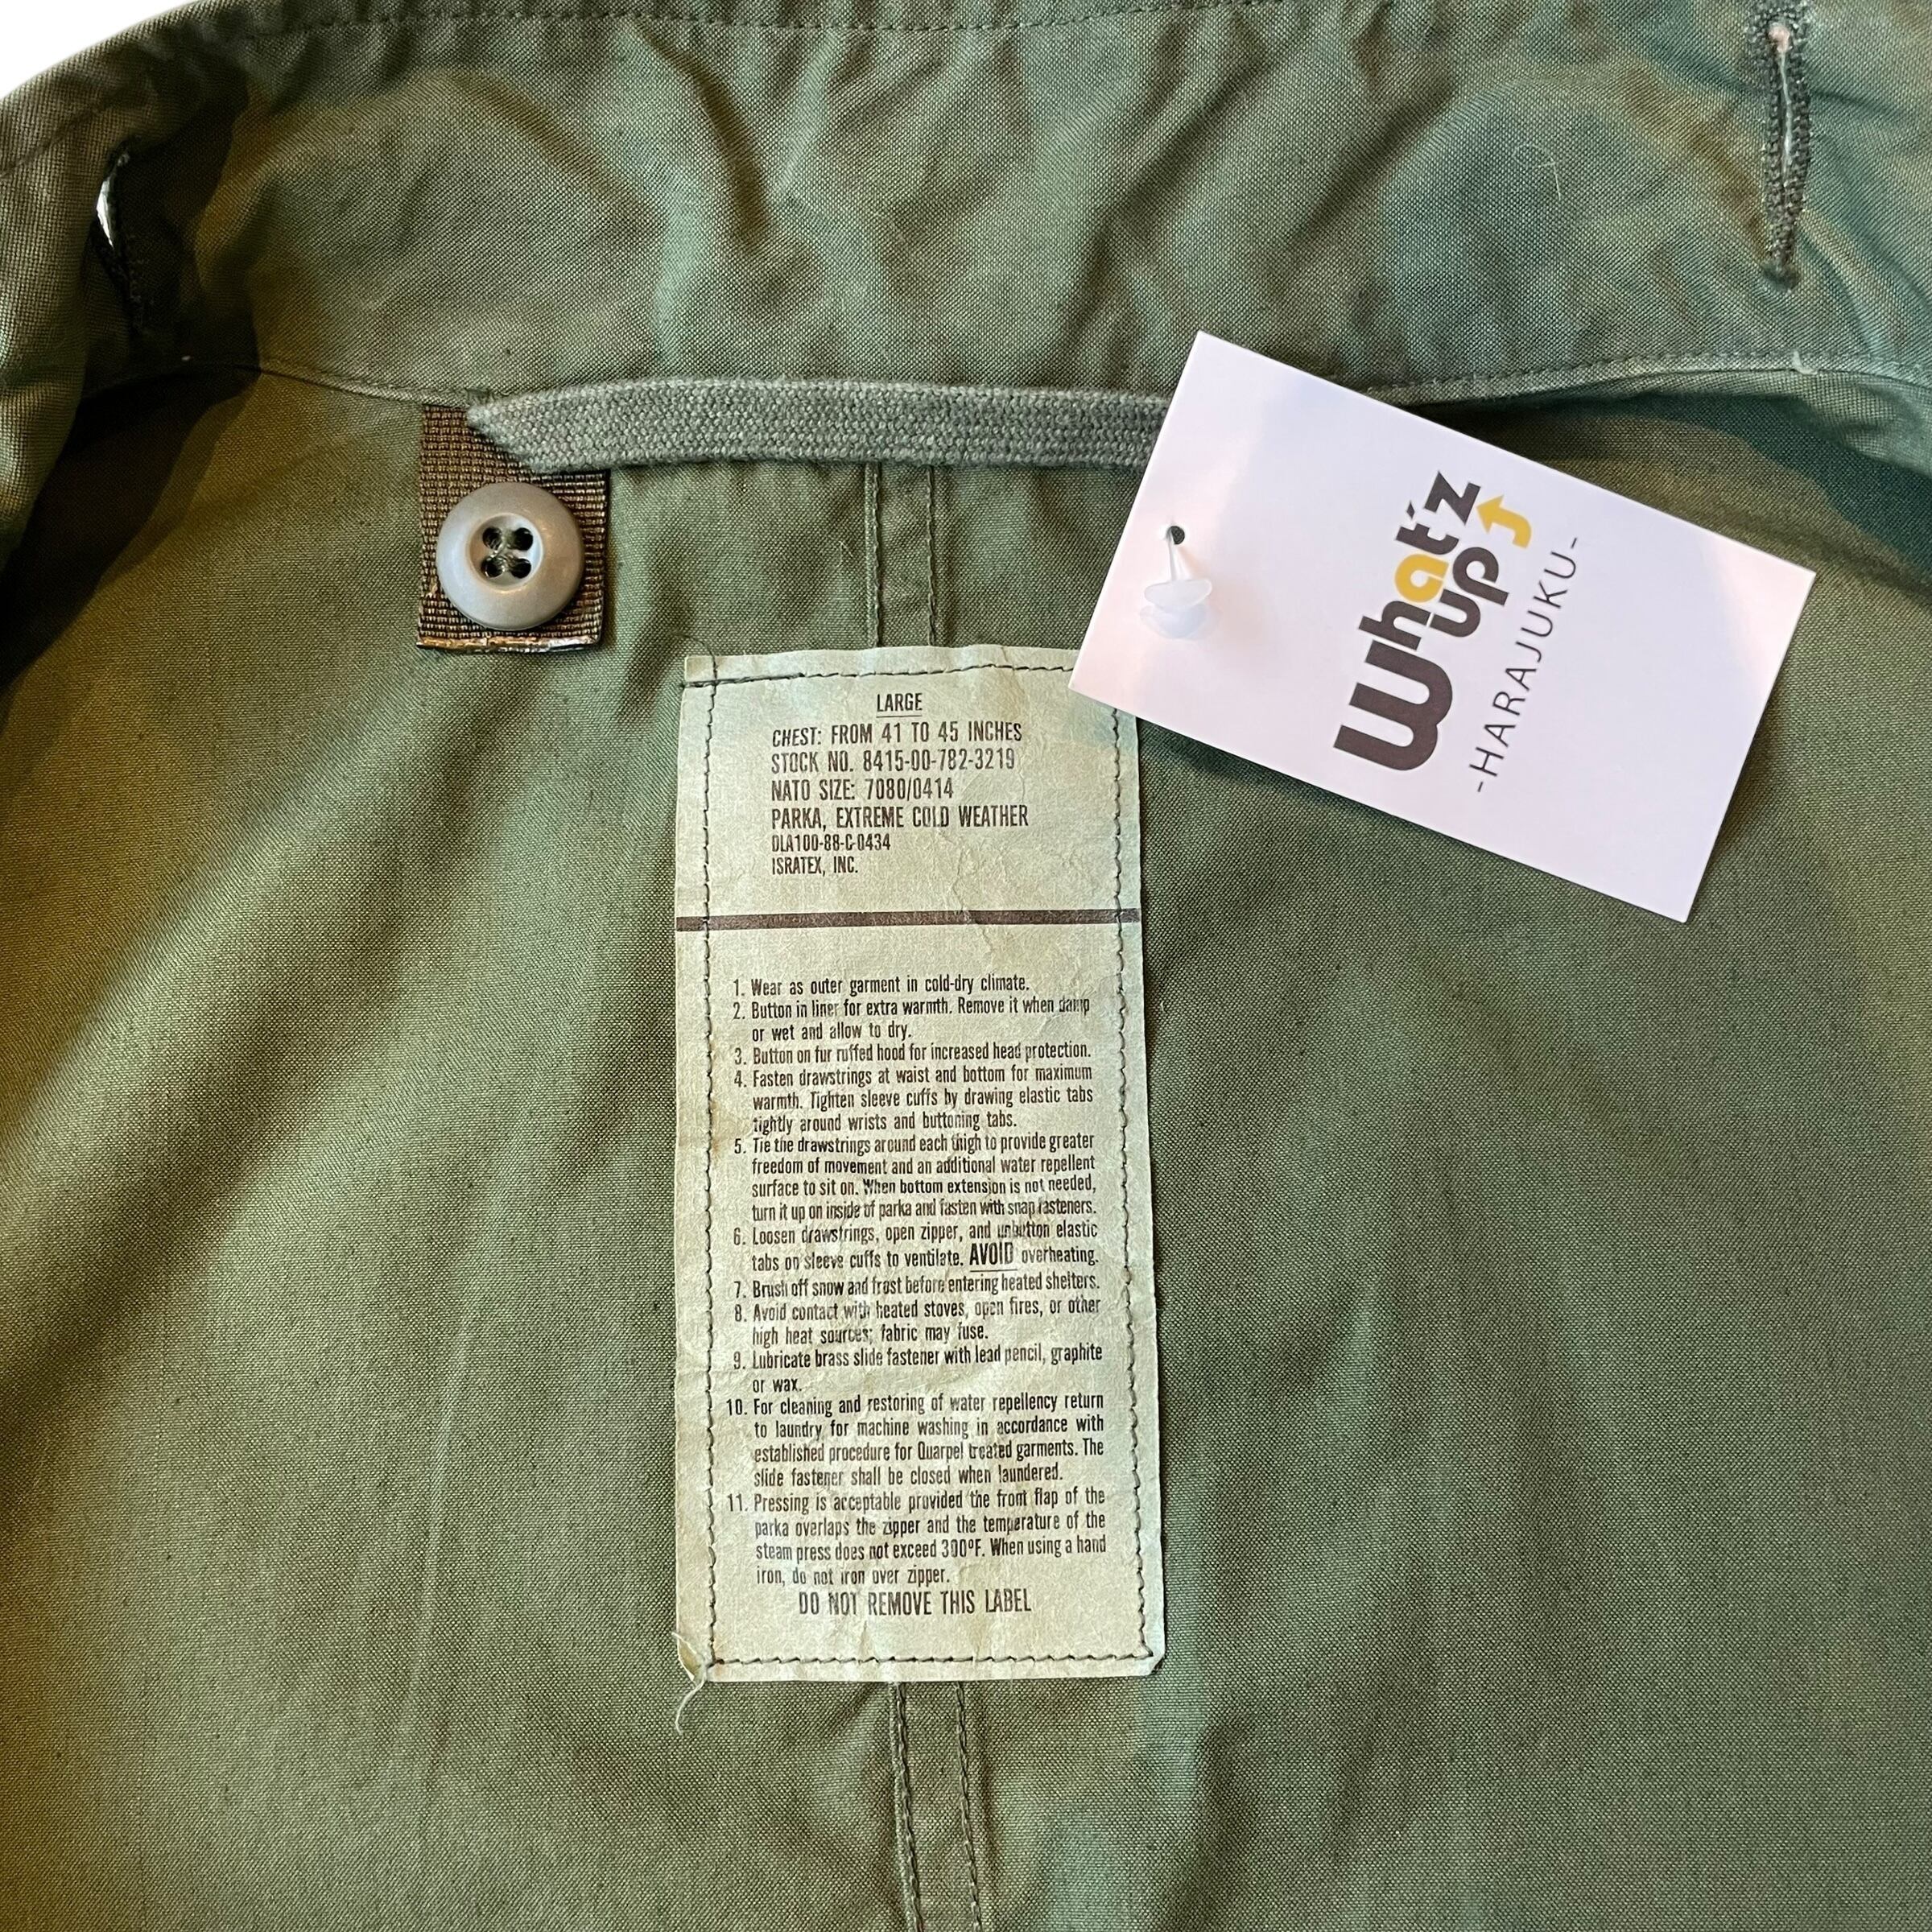 LARGE
CHEST: FROM 41 TO 45 INCHES
STOCK NO. 8415-00-782-3219
NATO SIZE: 7080/0414
PARKA, EXTREME COLD WEATHER
DLA100-88-C-0434
ISRATEX, INC.
1. Wear as outer garment in cold-dry climate.
2. Button in liner for extra warmth. Remove it when damp
or wet and allow to dry.
3. Button on fur ruffed hood for increased head protection.
4. Fasten drawstrings at waist and bottom for maximum
warmth. Tighten sleeve cuffs by drawing elastic tabs
tightly around wrists and buttoning tabs.
5. Tie the drawstrings around each thigh to provide greater
freedom of movement and an additional water repellent
surface to sit on. When bottom extension is not needed,
turn it up on inside of parka and fasten with snap fasteners.
6. Loosen drawstrings, open zipper, and unbutton elastic
tabs on sleeve cuffs to ventilate. AVOID overheating.
7. Brush off snow and frost before entering heated shelters.
8. Avoid contact with heated stoves, open fires, or other
high heat sources; fabric may fuse.
9. Lubricate brass slide fastener with lead pencil, graphite
or wax.
10. For cleaning and restoring of water repellency return
to laundry for machine washing in accordance with
established procedure for Quarpel treated garments. The
slide fastener shall be closed when laundered.
11. Pressing is acceptable provided the front flap of the
parka overlaps the zipper and the temperature of the
steam press does not exceed 300°F. When using a hand
iron, do not iron over zipper.
DO NOT REMOVE THIS LABEL
What'z
up
-HARAJUKU-